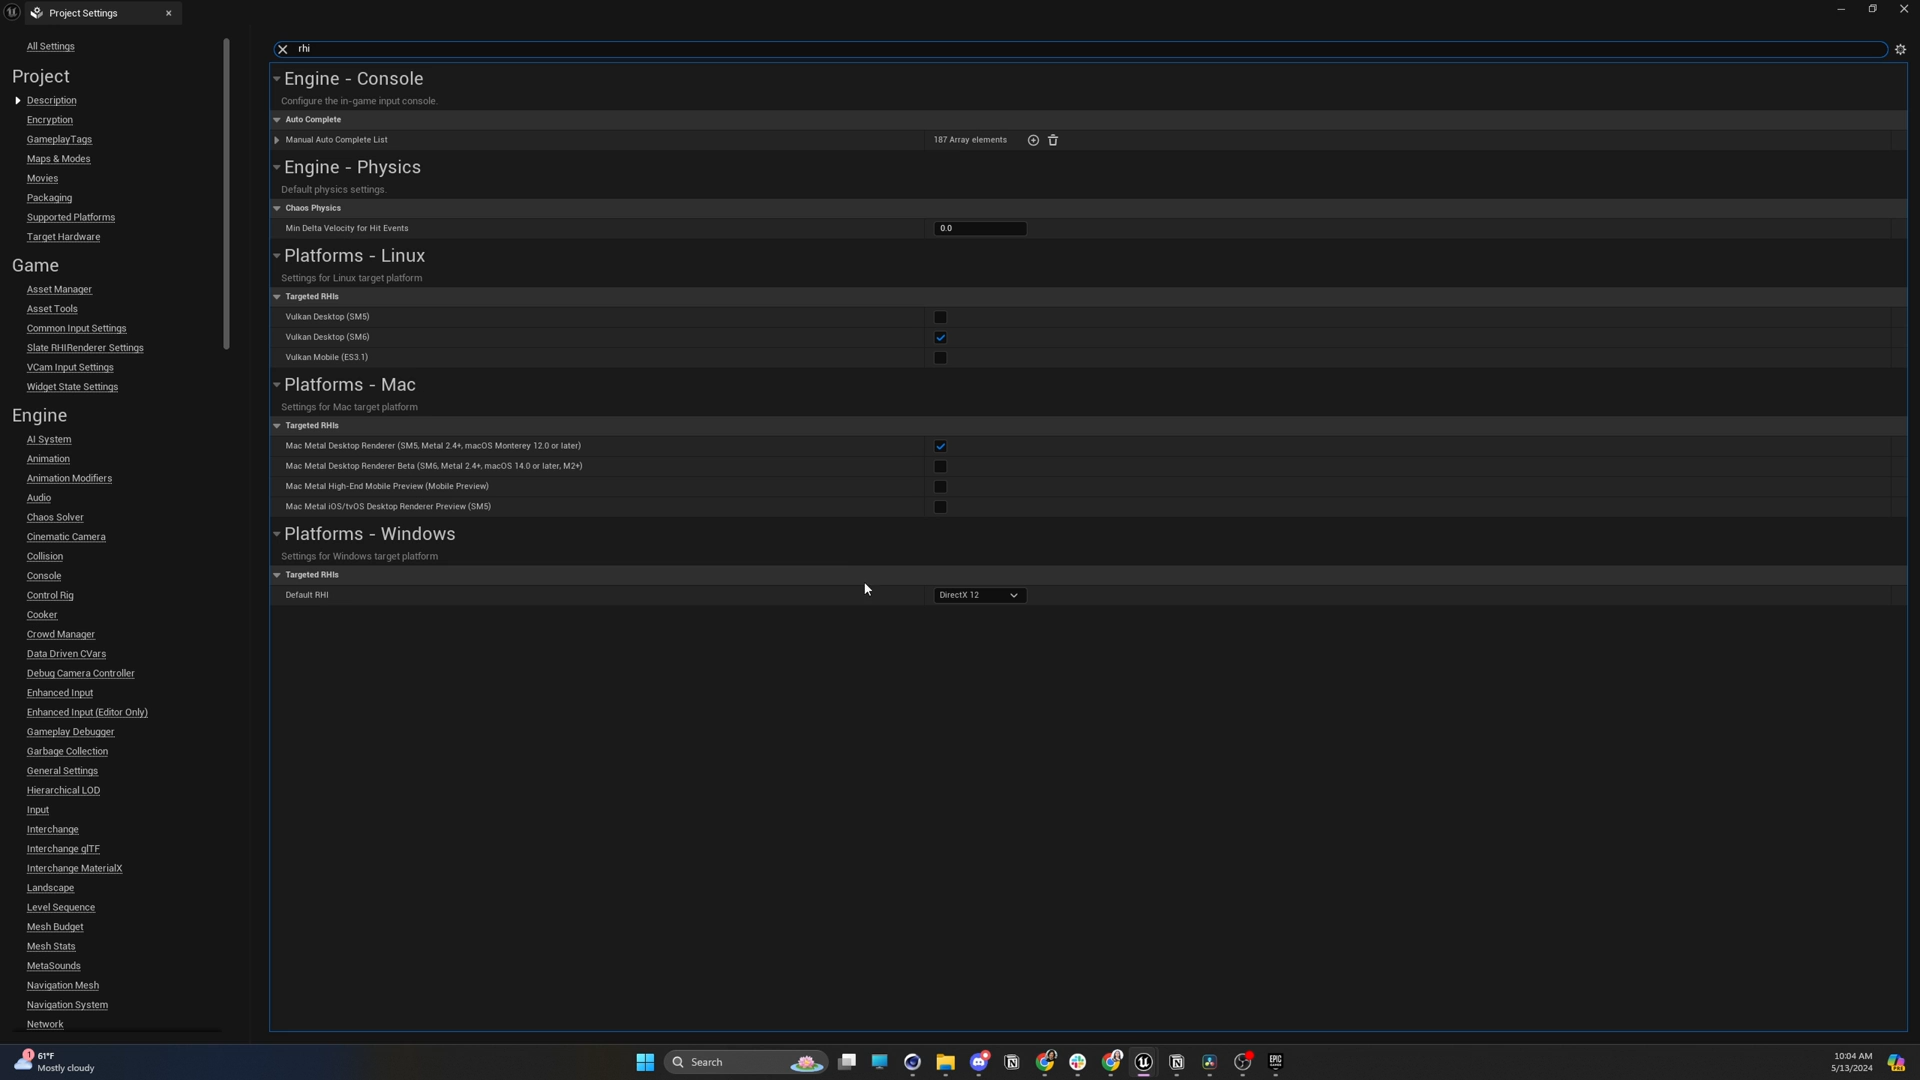 Project Settings
rhi
All Settings
Project
Description
Encryption
GameplayTags
Maps & Modes
Movies
Packaging
Supported Platforms
Target Hardware
Game
Asset Manager
Asset Tools
Common Input Settings
Slate RHIRenderer Settings
VCam Input Settings
Widget State Settings
Engine
AI System
Animation
Animation Modifiers
Audio
Chaos Solver
Cinematic Camera
Collision
Console
Control Rig
Cooker
Crowd Manager
Data Driven CVars
Debug Camera Controller
Enhanced Input
Enhanced Input (Editor Only)
Gameplay Debugger
Garbage Collection
General Settings
Hierarchical LOD
Input
Interchange
Interchange glTF
Interchange MaterialX
Landscape
Level Sequence
Mesh Budget
Mesh Stats
MetaSounds
Navigation Mesh
Navigation System
Network
Engine - Console
Configure the in-game input console.
Auto Complete
Manual Auto Complete List 187 Array elements
Engine - Physics
Default physics settings.
Chaos Physics
Min Delta Velocity for Hit Events 0.0
Platforms - Linux
Settings for Linux target platform
Targeted RHIs
Vulkan Desktop (SM5)
Vulkan Desktop (SM6)
Vulkan Mobile (ES3.1)
Platforms - Mac
Settings for Mac target platform
Targeted RHIs
Mac Metal Desktop Renderer (SM5, Metal 2.4+, macOS Monterey 12.0 or later)
Mac Metal Desktop Renderer Beta (SM6, Metal 2.4+, macOS 14.0 or later, M2+)
Mac Metal High-End Mobile Preview (Mobile Preview)
Mac Metal iOS/tvOS Desktop Renderer Preview (SM5)
Platforms - Windows
Settings for Windows target platform
Targeted RHIs
Default RHI DirectX 12
1
61°F
Mostly cloudy
Search
EPIC
10:04 AM
5/13/2024